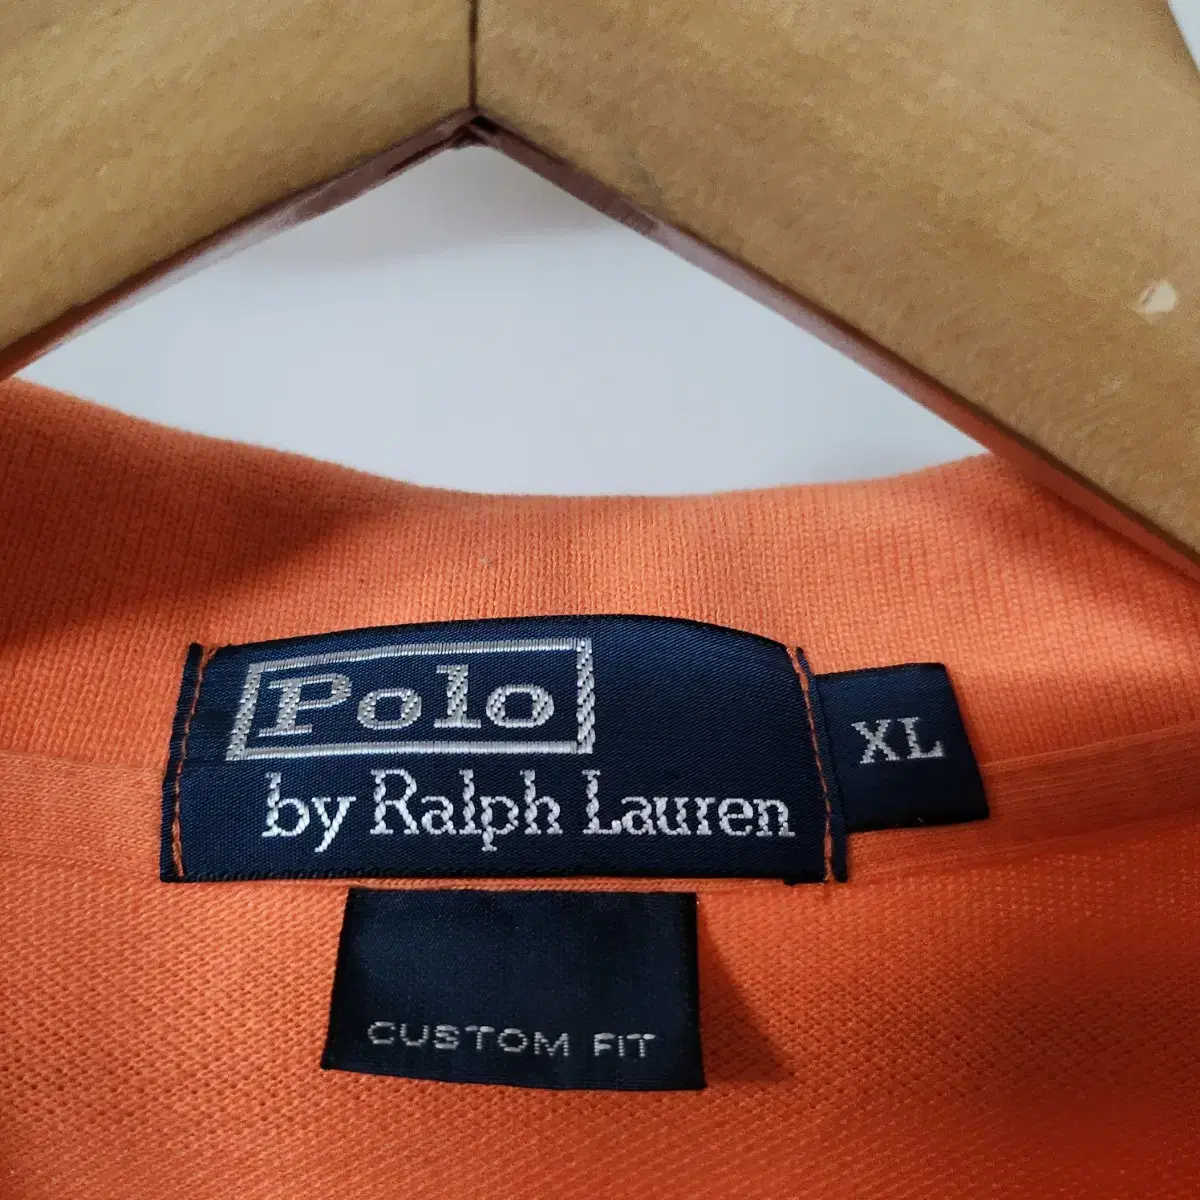 Polo
by Ralph Lauren
XL
CUSTOM FIT